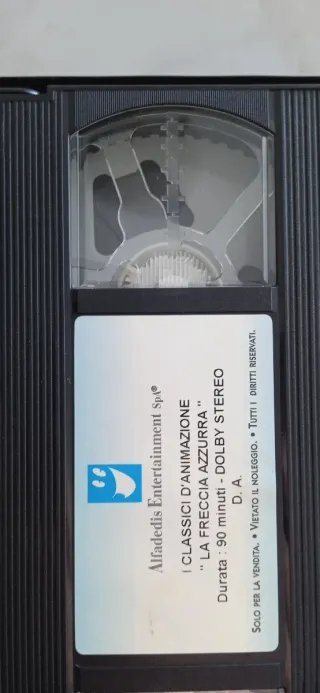 Alfadedis Entertainment SpA®
I CLASSICI D'ANIMAZIONE
" LA FRECCIA AZZURRA "
Durata : 90 minuti - DOLBY STEREO
D. A.
SOLO PER LA VENDITA. • VIETATO IL NOLEGGIO. • TUTTI I DIRITTI RISERVATI.